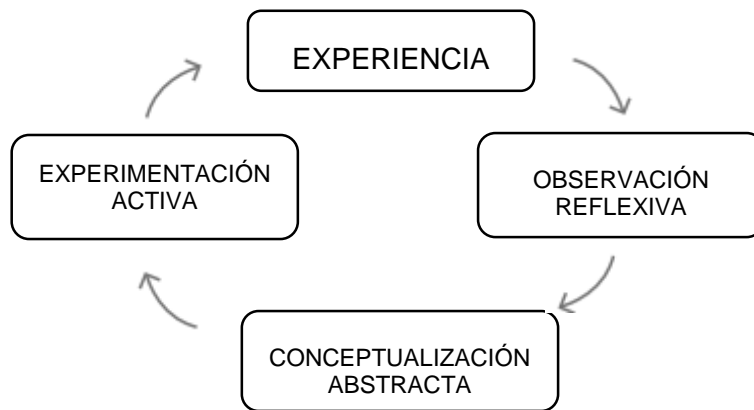 EXPERIENCIA
OBSERVACIÓN
REFLEXIVA
CONCEPTUALIZACIÓN
ABSTRACTA
EXPERIMENTACIÓN
ACTIVA